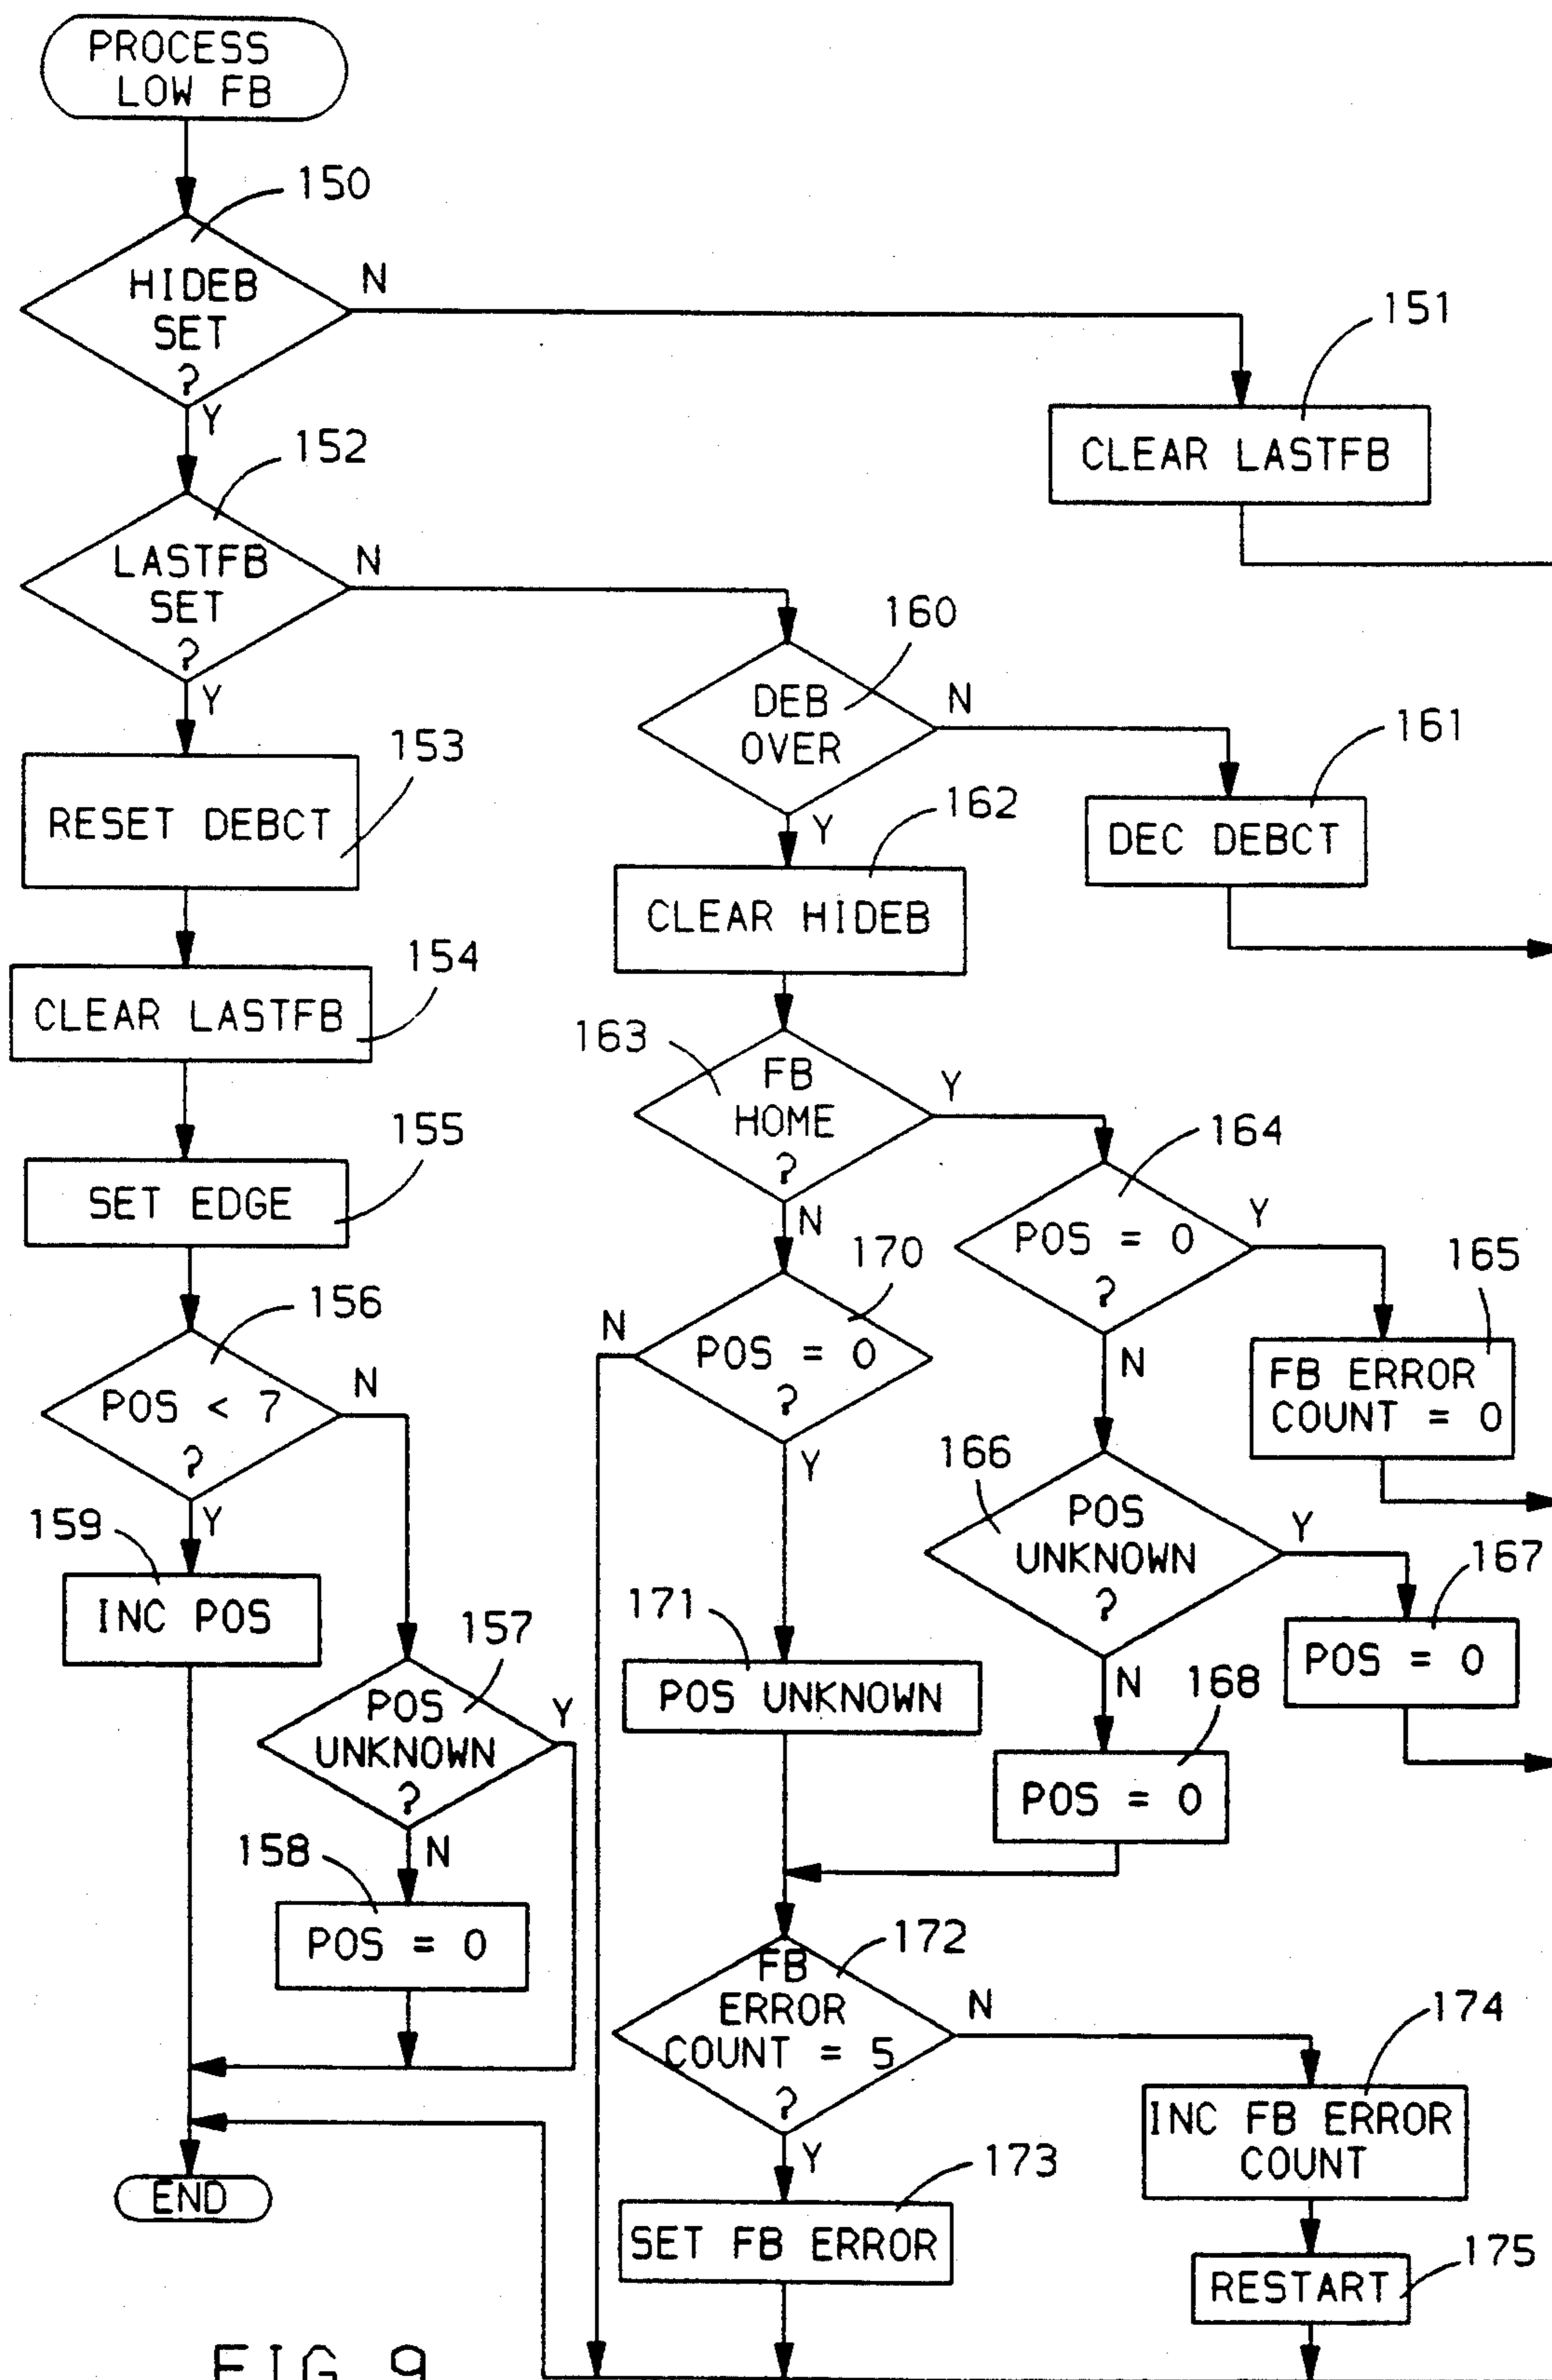 PROCESS
LOW FB
150
HIDEB
SET
?
N
Y
151
CLEAR LASTFB
152
LASTFB
SET
?
N
Y
160
DEB
OVER
N
Y
161
DEC DEBCT
153
RESET DEBCT
162
CLEAR HIDEB
154
CLEAR LASTFB
163
FB
HOME
?
Y
N
155
SET EDGE
164
POS = 0
?
Y
N
165
FB ERROR
COUNT = 0
170
POS = 0
?
N
Y
156
POS < 7
?
N
Y
166
POS
UNKNOWN
?
Y
N
167
POS = 0
159
INC POS
157
POS
UNKNOWN
?
Y
N
171
POS UNKNOWN
168
POS = 0
158
POS = 0
172
FB
ERROR
COUNT = 5
?
N
Y
174
INC FB ERROR
COUNT
END
173
SET FB ERROR
175
RESTART
FIG 9